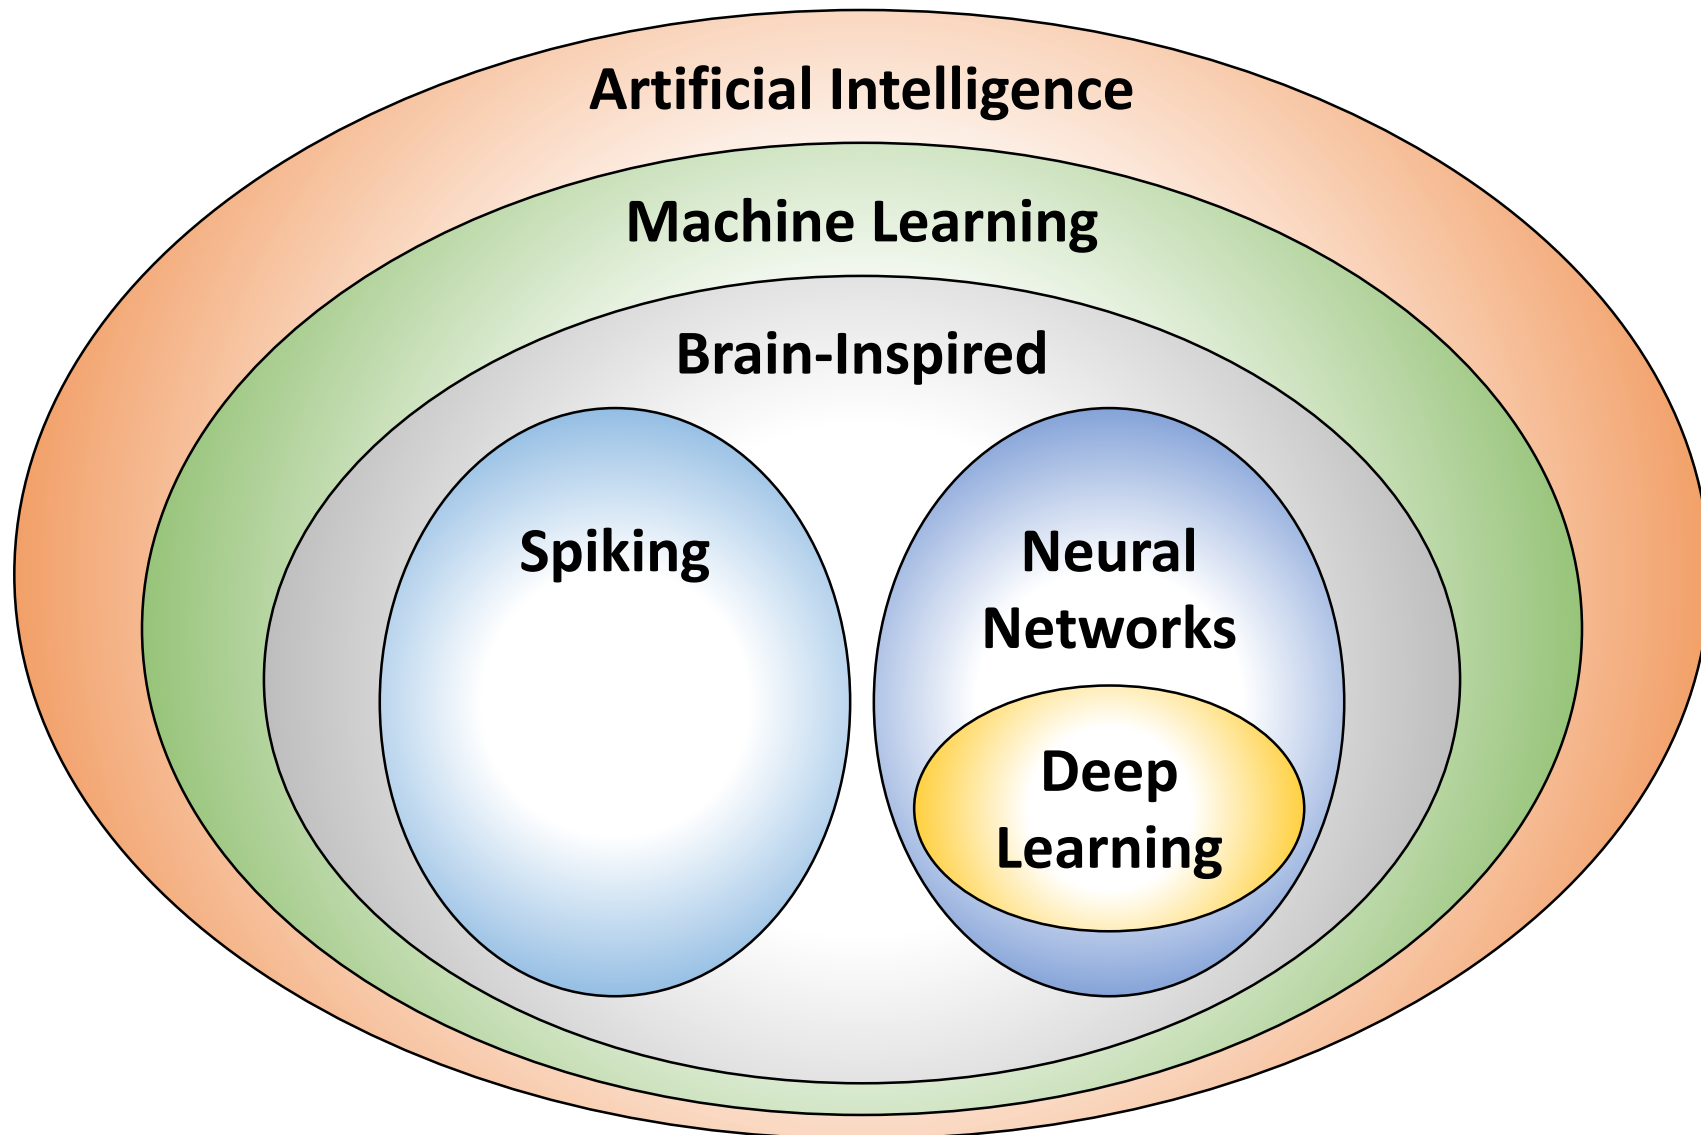 Artificial Intelligence
Machine Learning
Brain-Inspired
Spiking
Neural
Networks
Deep
Learning